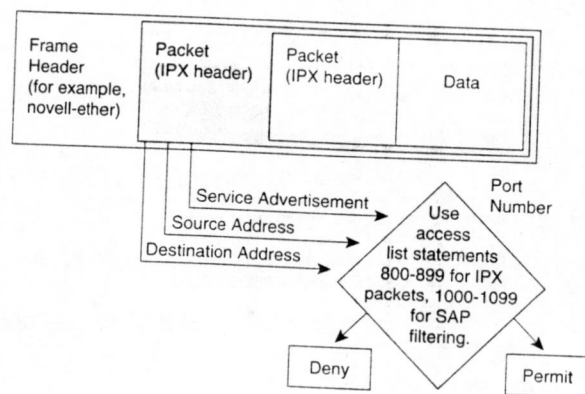 Frame
Header
(for example,
novell-ether)
Packet
(IPX header)
Packet
(IPX header)
Data
Service Advertisement
Source Address
Destination Address
Port
Number
Use
access
list statements
800-899 for IPX
packets, 1000-1099
for SAP
filtering.
Deny
Permit